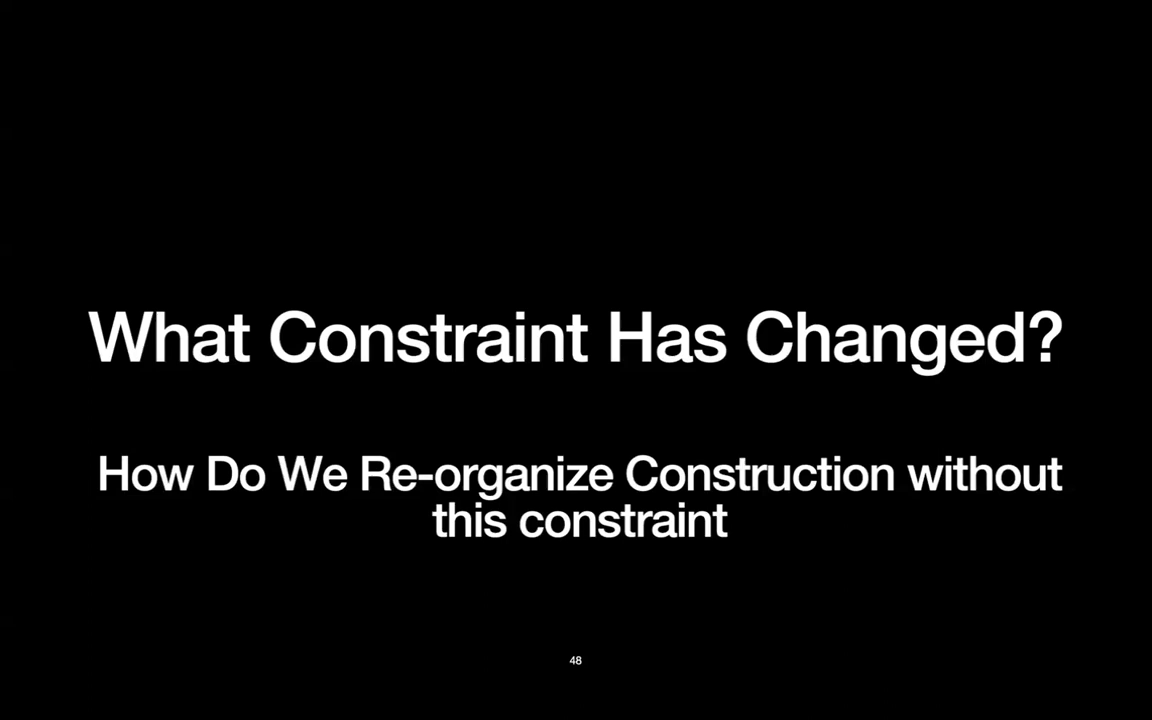 What Constraint Has Changed?
How Do We Re-organize Construction without
this constraint
48